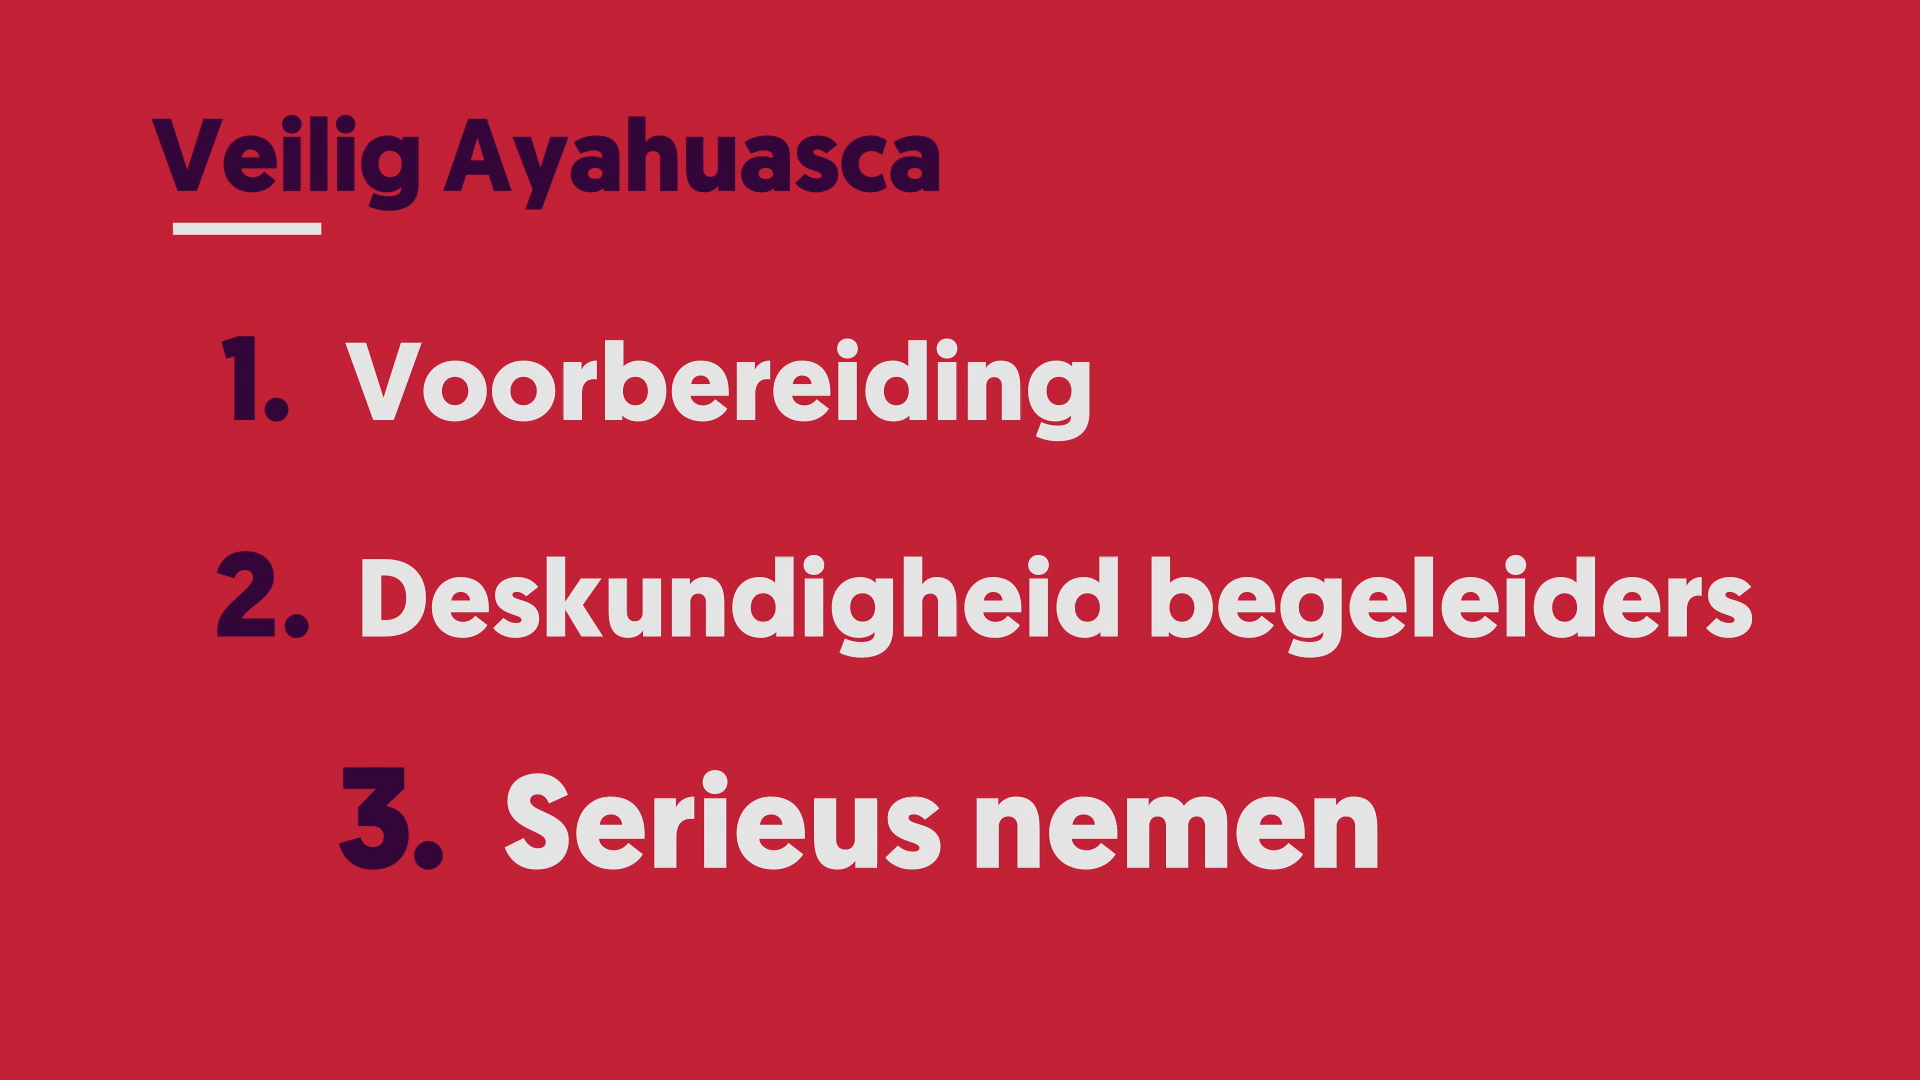 Veilig Ayahuasca
1. Voorbereiding
2. Deskundigheid begeleiders
3. Serieus nemen